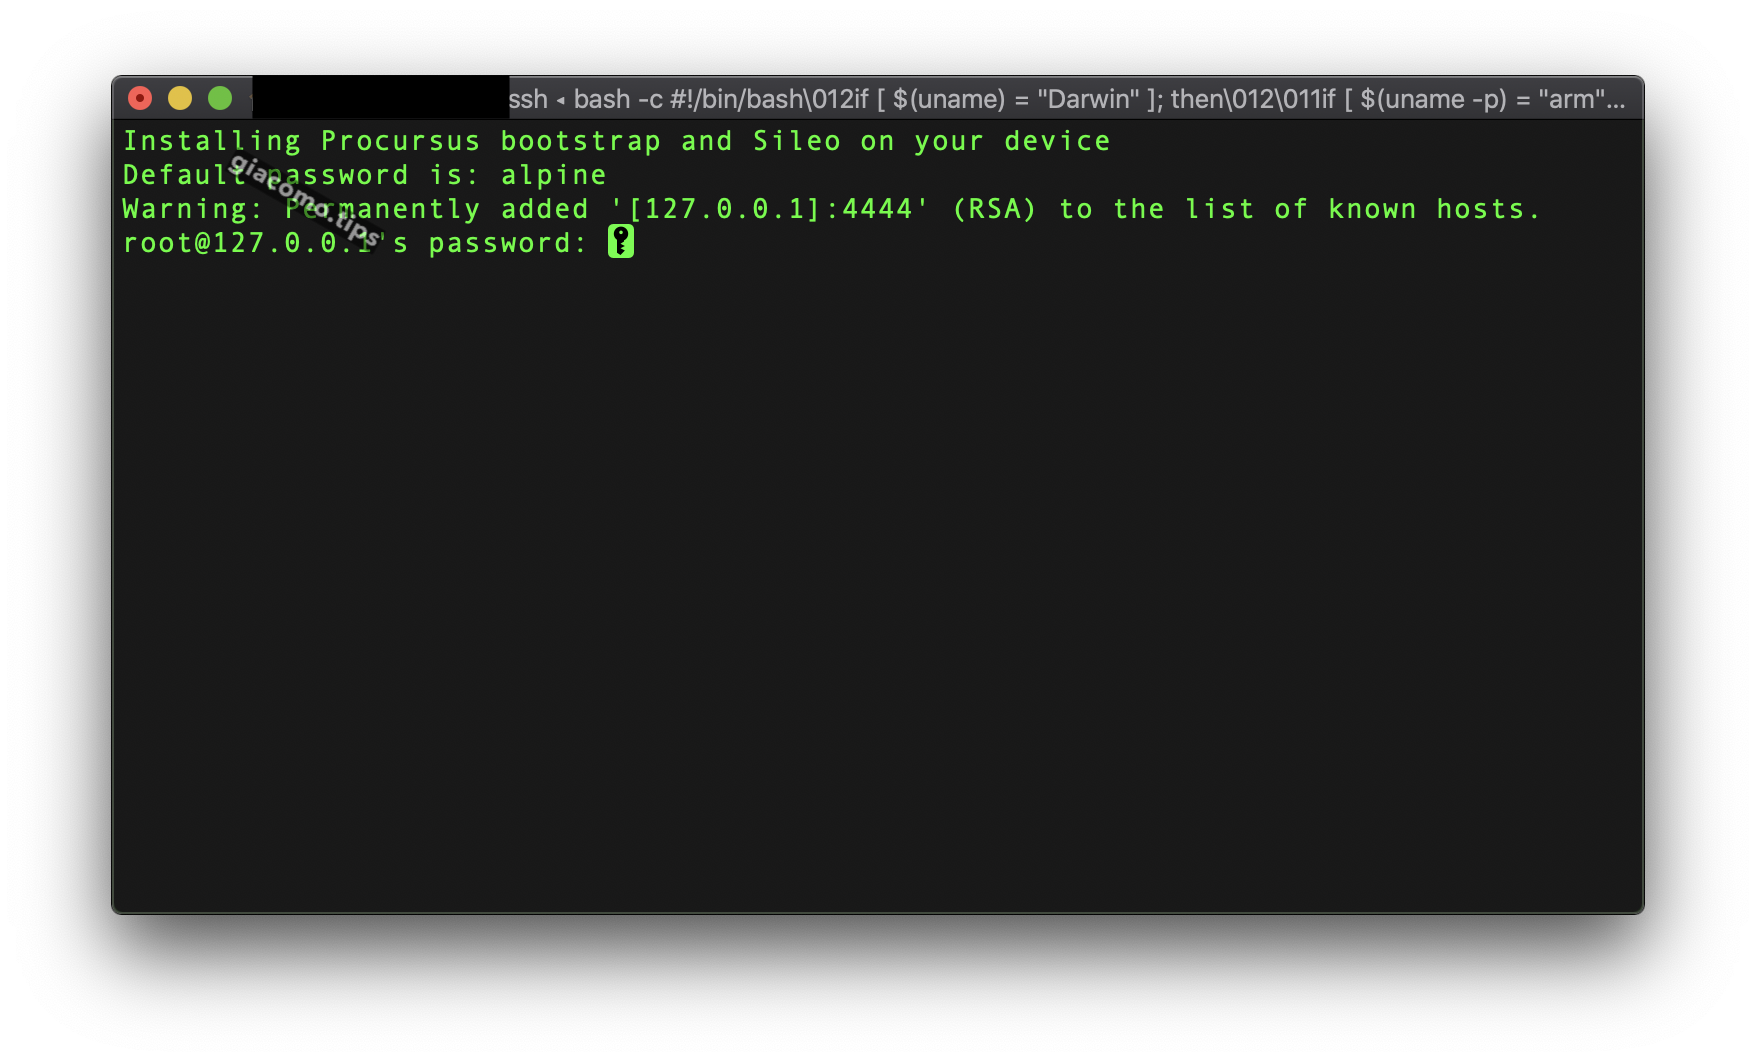 ssh ◂ bash -c #!/bin/bash\012if [ $(uname) = "Darwin" ]; then\012\011if [ $(uname -p) = "arm"...
Installing Procursus bootstrap and Sileo on your device
Default password is: alpine
Warning: Permanently added '[127.0.0.1]:4444' (RSA) to the list of known hosts.
root@127.0.0.1's password:
giacomo.tips